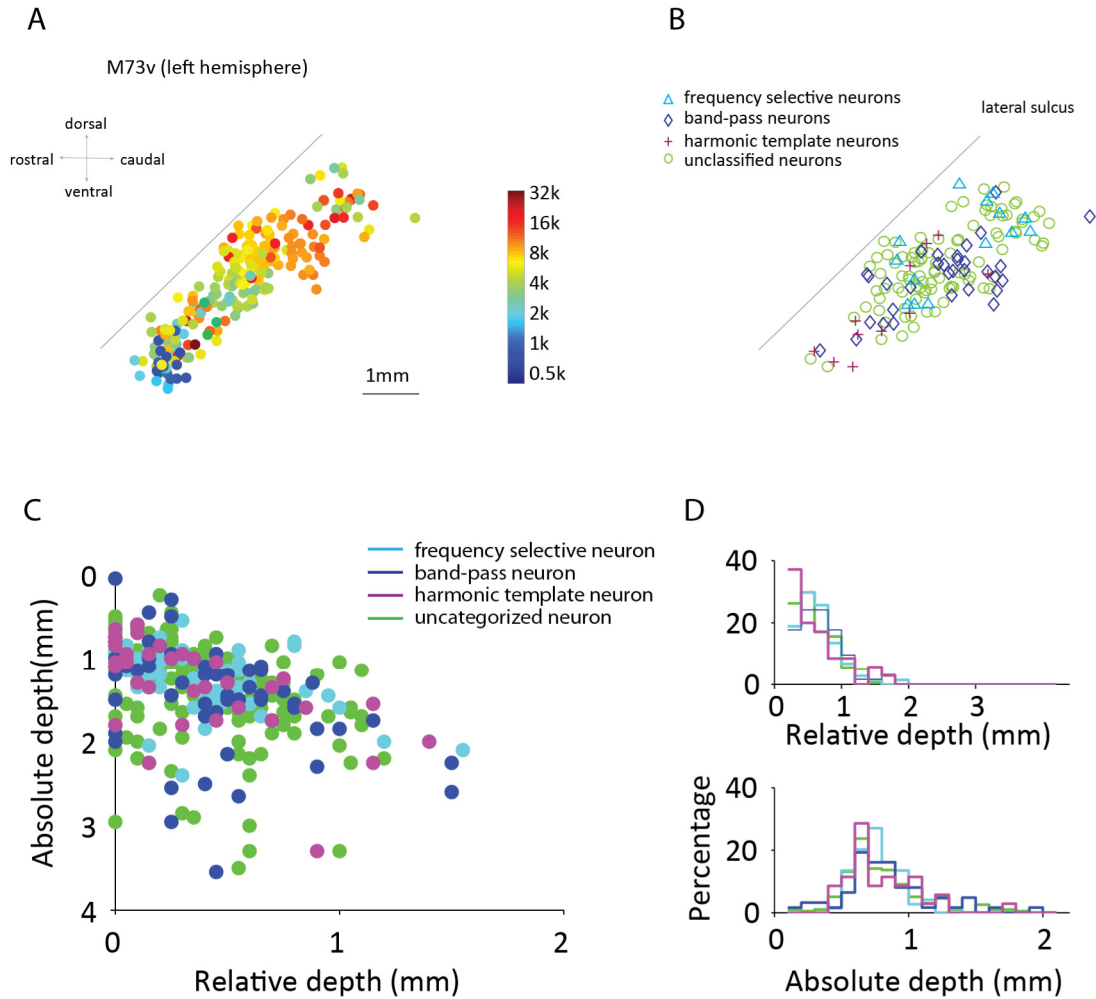 A
M73v (left hemisphere)
dorsal
rostral
caudal
ventral
32k
16k
8k
4k
2k
1k
0.5k
1mm
B
frequency selective neurons
band-pass neurons
harmonic template neurons
unclassified neurons
lateral sulcus
C
frequency selective neuron
band-pass neuron
harmonic template neuron
uncategorized neuron
Absolute depth(mm)
0
1
2
3
4
0
1
2
Relative depth (mm)
D
40
20
0
0
1
2
3
Relative depth (mm)
Percentage
40
20
0
0
1
2
Absolute depth (mm)